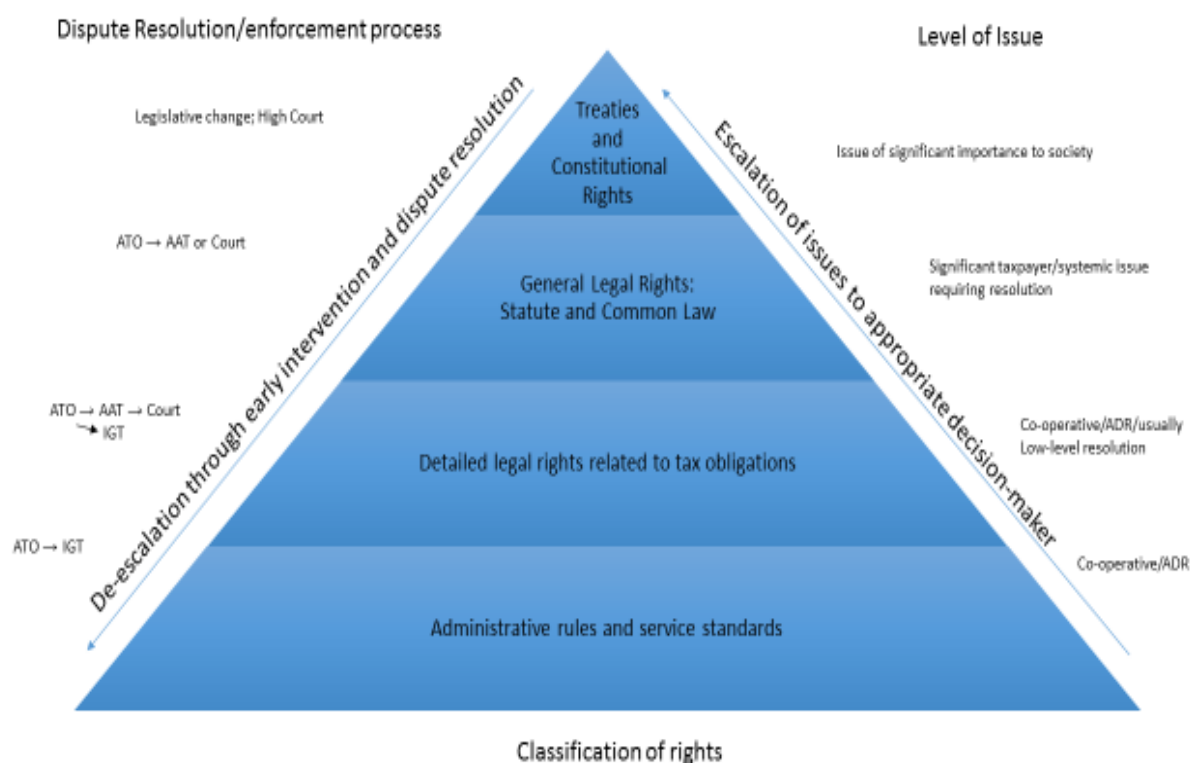 Dispute Resolution/enforcement process
Level of Issue
Legislative change; High Court
Treaties
and
Constitutional
Rights
Issue of significant importance to society
De-escalation through early intervention and dispute resolution
Escalation of issues to appropriate decision-maker
ATO → AAT or Court
General Legal Rights:
Statute and Common Law
Significant taxpayer/systemic issue
requiring resolution
ATO → AAT → Court
IGT
Detailed legal rights related to tax obligations
Co-operative/ADR/usually
Low-level resolution
ATO → IGT
Administrative rules and service standards
Co-operative/ADR
Classification of rights